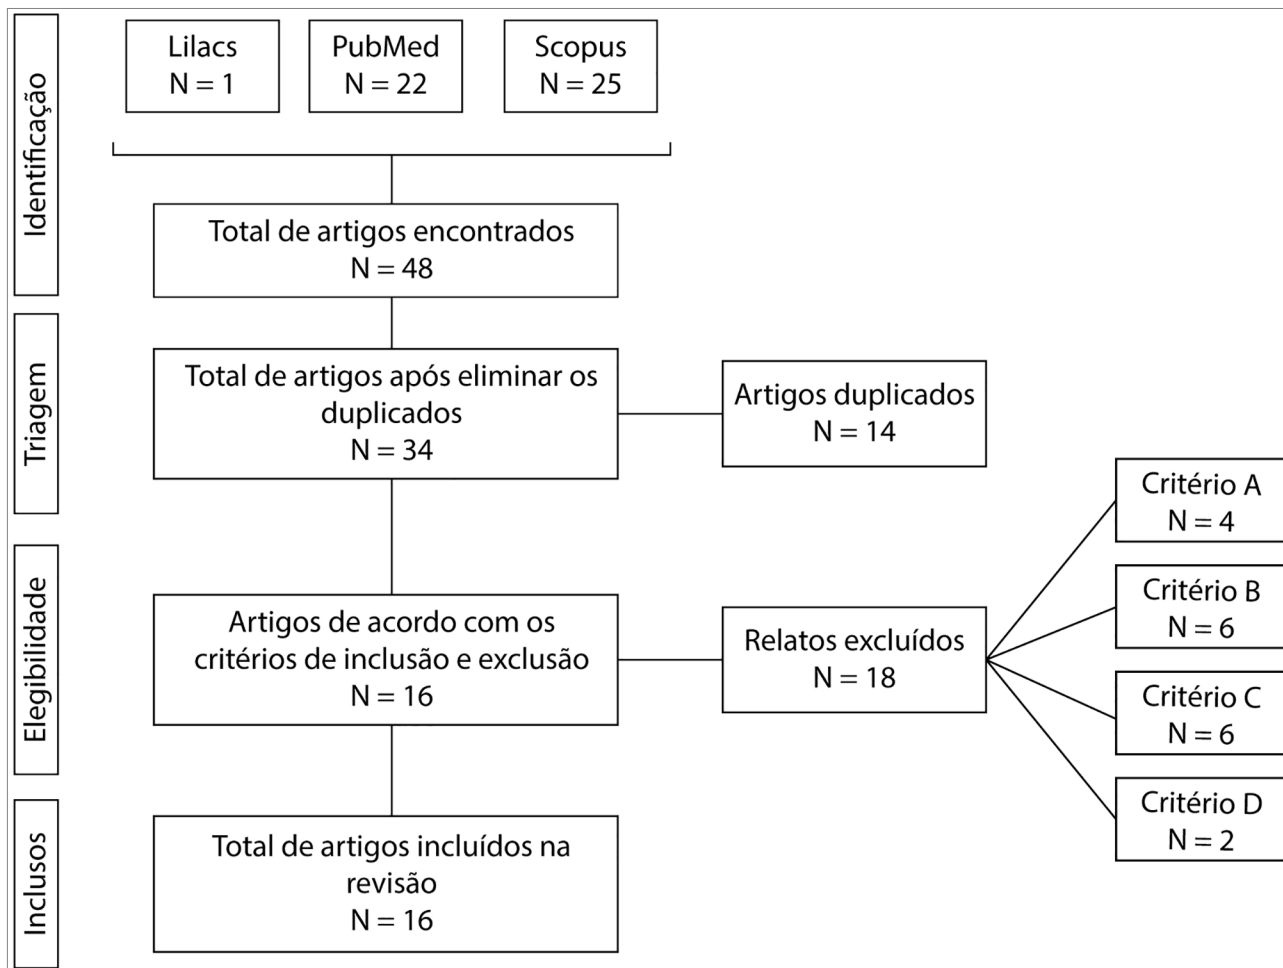 Identificação
Lilacs
N = 1
PubMed
N = 22
Scopus
N = 25
Total de artigos encontrados
N = 48
Triagem
Total de artigos após eliminar os
duplicados
N = 34
Artigos duplicados
N = 14
Elegibilidade
Artigos de acordo com os
critérios de inclusão e exclusão
N = 16
Relatos excluídos
N = 18
Critério A
N = 4
Critério B
N = 6
Critério C
N = 6
Critério D
N = 2
Inclusos
Total de artigos incluídos na
revisão
N = 16